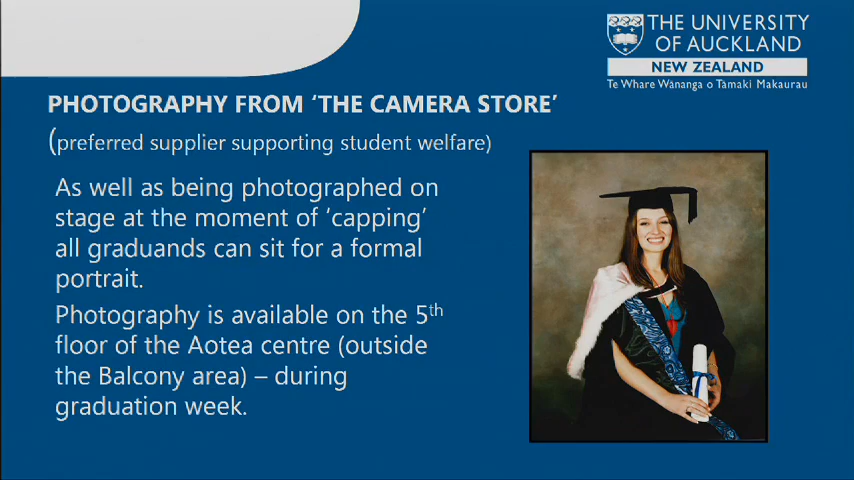 THE UNIVERSITY
OF AUCKLAND
NEW ZEALAND
Te Whare Wānanga o Tāmaki Makaurau
PHOTOGRAPHY FROM ‘THE CAMERA STORE’
(preferred supplier supporting student welfare)
As well as being photographed on
stage at the moment of ‘capping’
all graduands can sit for a formal
portrait.
Photography is available on the 5th
floor of the Aotea centre (outside
the Balcony area) – during
graduation week.